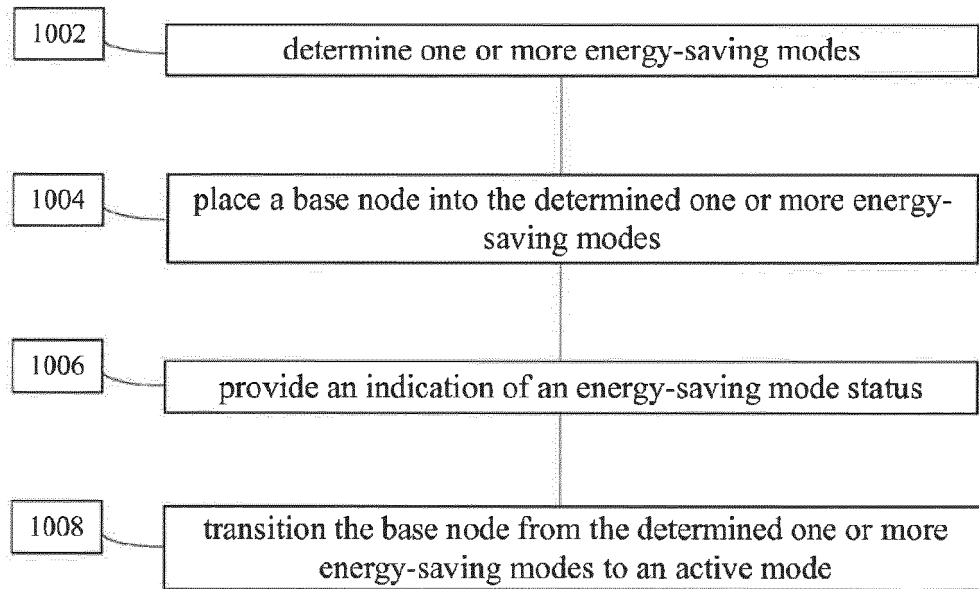 1002
determine one or more energy-saving modes
1004
place a base node into the determined one or more energy-
saving modes
1006
provide an indication of an energy-saving mode status
1008
transition the base node from the determined one or more
energy-saving modes to an active mode